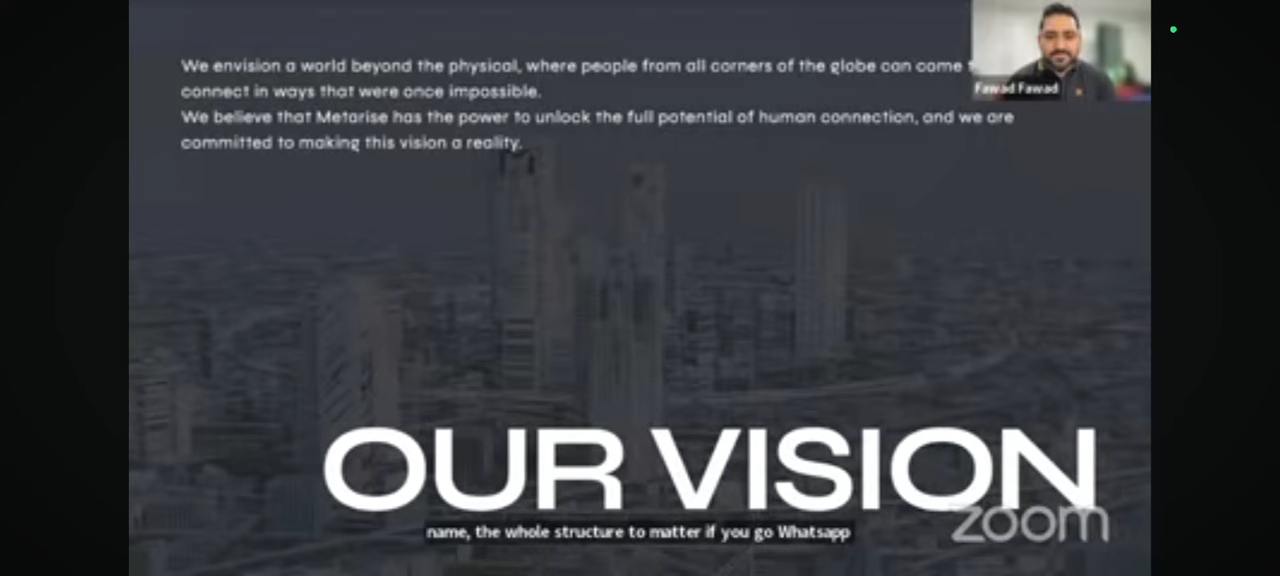 We envision a world beyond the physical, where people from all corners of the globe can come
connect in ways that were once impossible.
We believe that Metarise has the power to unlock the full potential of human connection, and we are
committed to making this vision a reality.
Fawad Fawad
OUR VISION
zoom
name, the whole structure to matter if you go Whatsapp